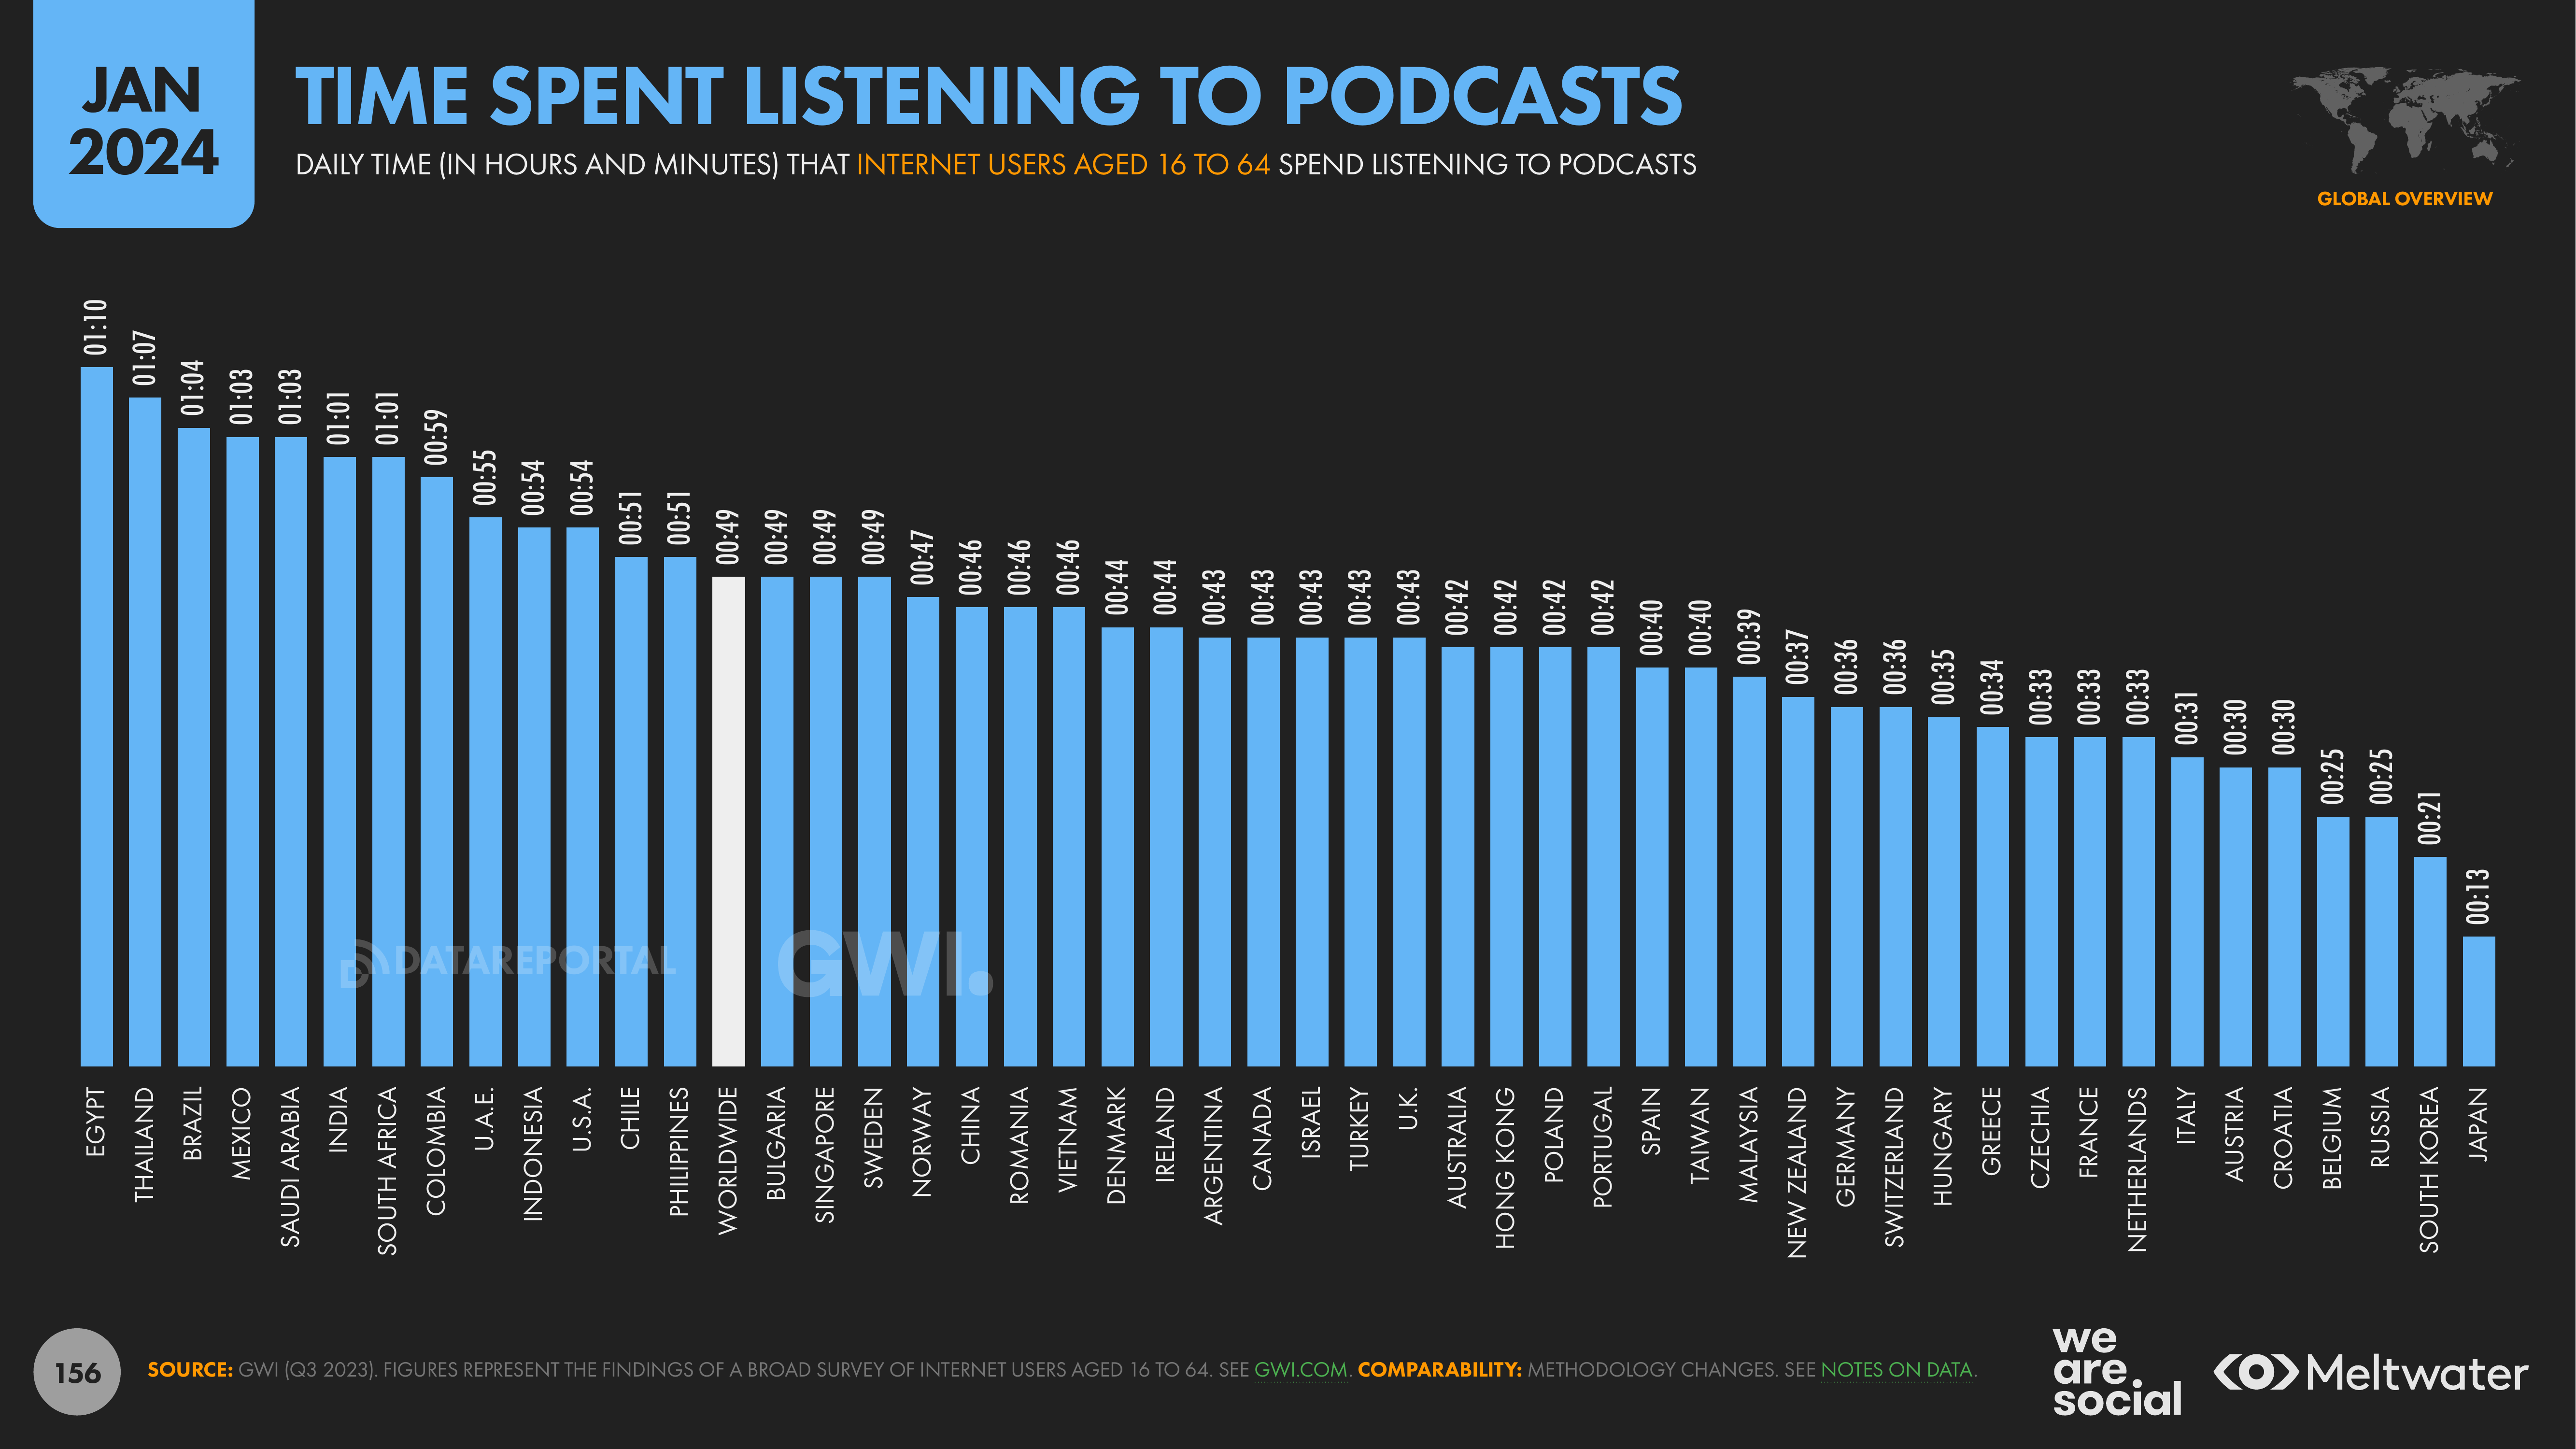 JAN
2024
TIME SPENT LISTENING TO PODCASTS
DAILY TIME (IN HOURS AND MINUTES) THAT INTERNET USERS AGED 16 TO 64 SPEND LISTENING TO PODCASTS
GLOBAL OVERVIEW
01:10
01:07
01:04
01:03
01:03
01:01
01:01
00:59
00:55
00:54
00:54
00:51
00:51
00:49
00:49
00:49
00:49
00:47
00:46
00:46
00:46
00:44
00:44
00:43
00:43
00:43
00:43
00:43
00:42
00:42
00:42
00:42
00:40
00:40
00:39
00:37
00:36
00:36
00:35
00:34
00:33
00:33
00:33
00:31
00:30
00:30
00:25
00:25
00:21
00:13
DATAREPORTAL
GWI.
EGYPT
THAILAND
BRAZIL
MEXICO
SAUDI ARABIA
INDIA
SOUTH AFRICA
COLOMBIA
U.A.E.
INDONESIA
U.S.A.
CHILE
PHILIPPINES
WORLDWIDE
BULGARIA
SINGAPORE
SWEDEN
NORWAY
CHINA
ROMANIA
VIETNAM
DENMARK
IRELAND
ARGENTINA
CANADA
ISRAEL
TURKEY
U.K.
AUSTRALIA
HONG KONG
POLAND
PORTUGAL
SPAIN
TAIWAN
MALAYSIA
NEW ZEALAND
GERMANY
SWITZERLAND
HUNGARY
GREECE
CZECHIA
FRANCE
NETHERLANDS
ITALY
AUSTRIA
CROATIA
BELGIUM
RUSSIA
SOUTH KOREA
JAPAN
156
SOURCE: GWI (Q3 2023). FIGURES REPRESENT THE FINDINGS OF A BROAD SURVEY OF INTERNET USERS AGED 16 TO 64. SEE GWI.COM. COMPARABILITY: METHODOLOGY CHANGES. SEE NOTES ON DATA.
we
are.
social
Meltwater